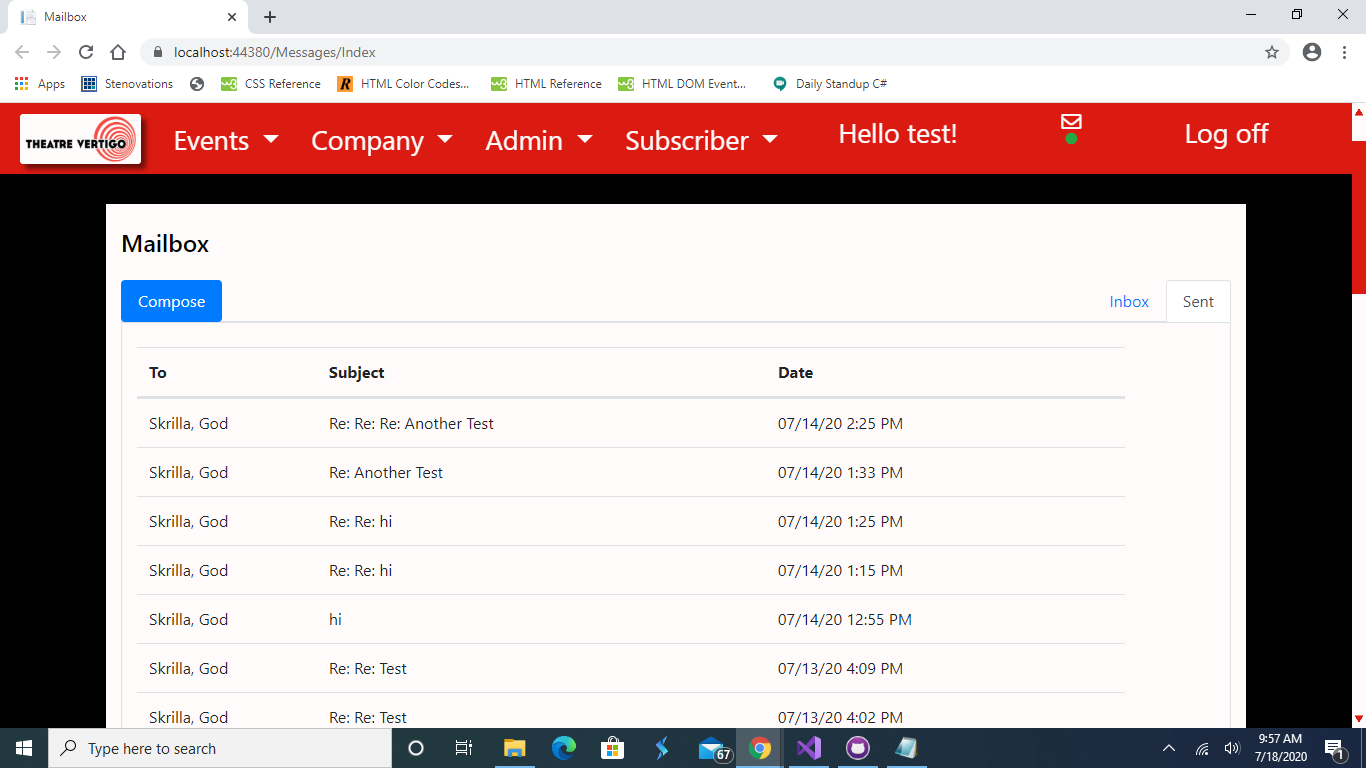 Mailbox
localhost:44380/Messages/Index
Apps Stenovations CSS Reference HTML Color Codes... HTML Reference HTML DOM Event... Daily Standup C#
THEATRE VERTIGO Events Company Admin Subscriber Hello test! Log off
Mailbox
Compose Inbox Sent
To Subject Date
Skrilla, God Re: Re: Re: Another Test 07/14/20 2:25 PM
Skrilla, God Re: Another Test 07/14/20 1:33 PM
Skrilla, God Re: Re: hi 07/14/20 1:25 PM
Skrilla, God Re: Re: hi 07/14/20 1:15 PM
Skrilla, God hi 07/14/20 12:55 PM
Skrilla, God Re: Re: Test 07/13/20 4:09 PM
Skrilla, God Re: Re: Test 07/13/20 4:02 PM
Type here to search 67 9:57 AM
7/18/2020 1